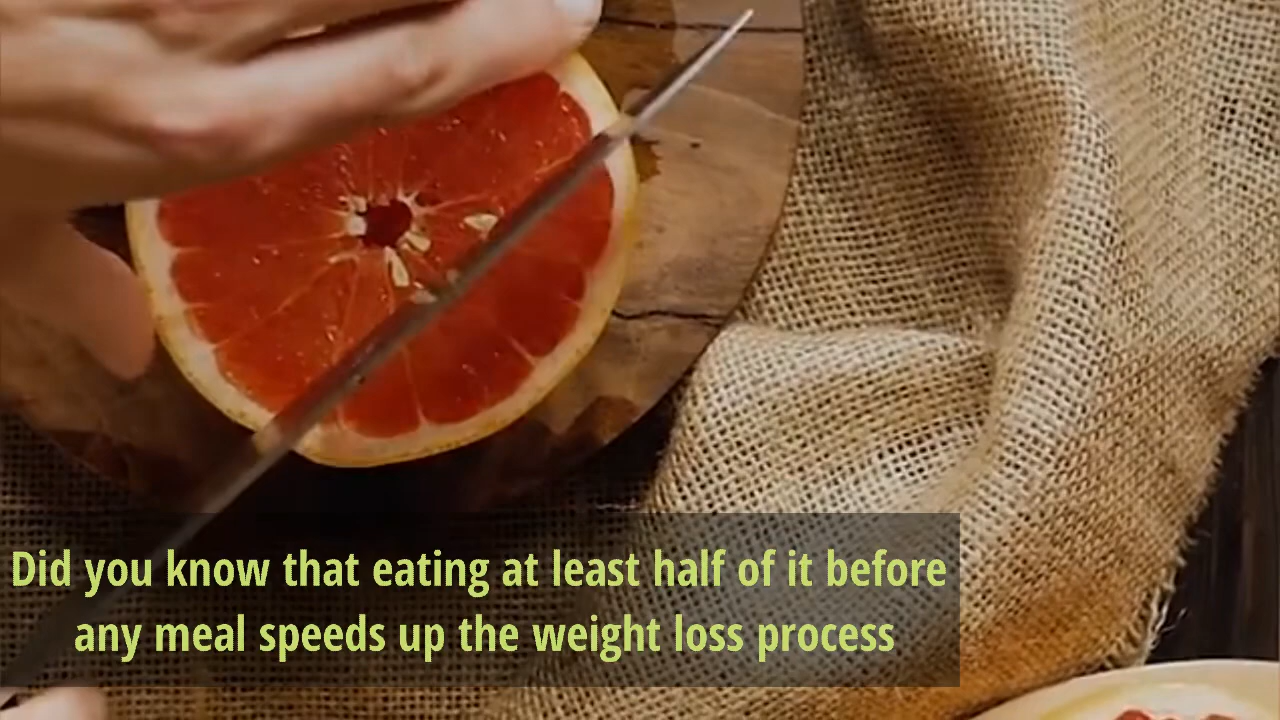 Did you know that eating at least half of it before
any meal speeds up the weight loss process